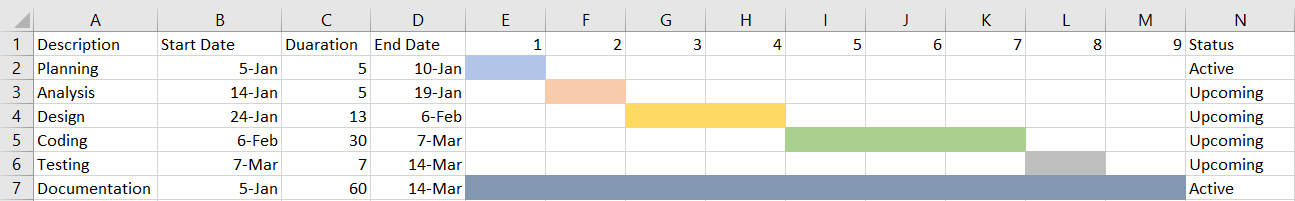 A B C D E F G H I J K L M N
1 Description Start Date Duaration End Date 1 2 3 4 5 6 7 8 9 Status
2 Planning 5-Jan 5 10-Jan Active
3 Analysis 14-Jan 5 19-Jan Upcoming
4 Design 24-Jan 13 6-Feb Upcoming
5 Coding 6-Feb 30 7-Mar Upcoming
6 Testing 7-Mar 7 14-Mar Upcoming
7 Documentation 5-Jan 60 14-Mar Active